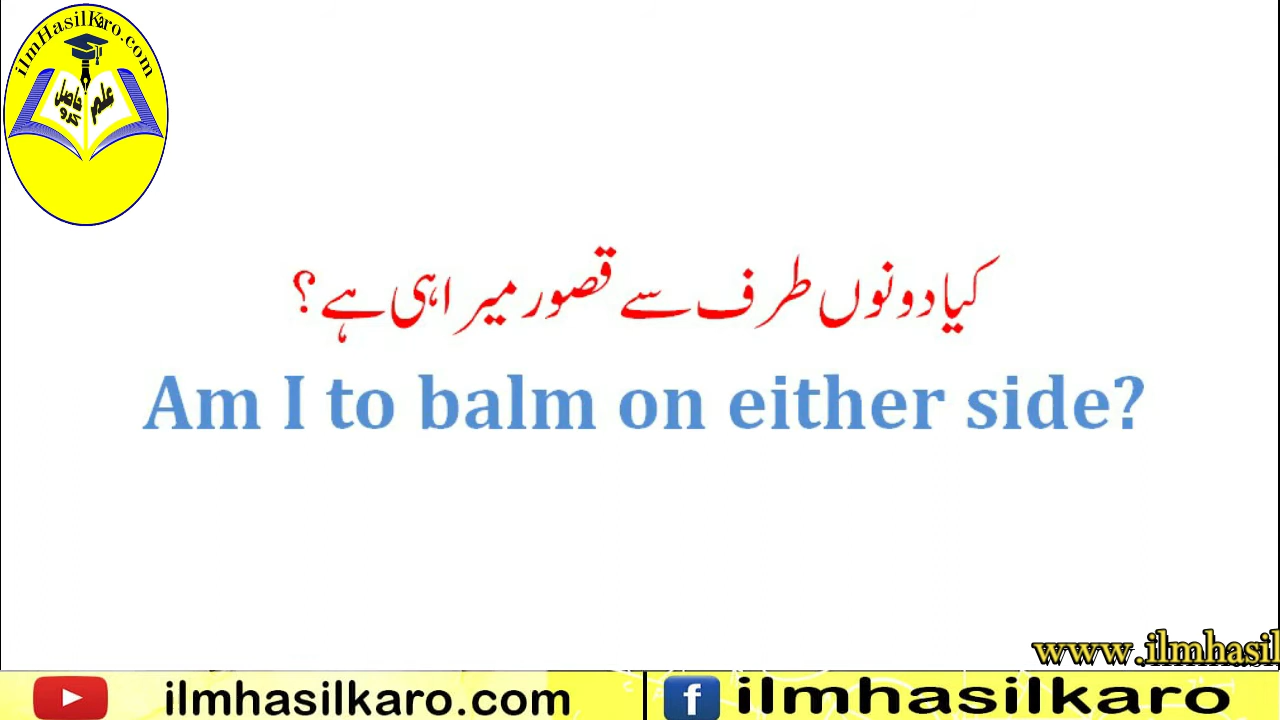 ilmHasilKaro.com
علم حاصل کرو
کیا دونوں طرف سے قصور میرا ہی ہے ؟
Am I to balm on either side?
www.ilmhasil
ilmhasilkaro.com
ilmhasilkaro